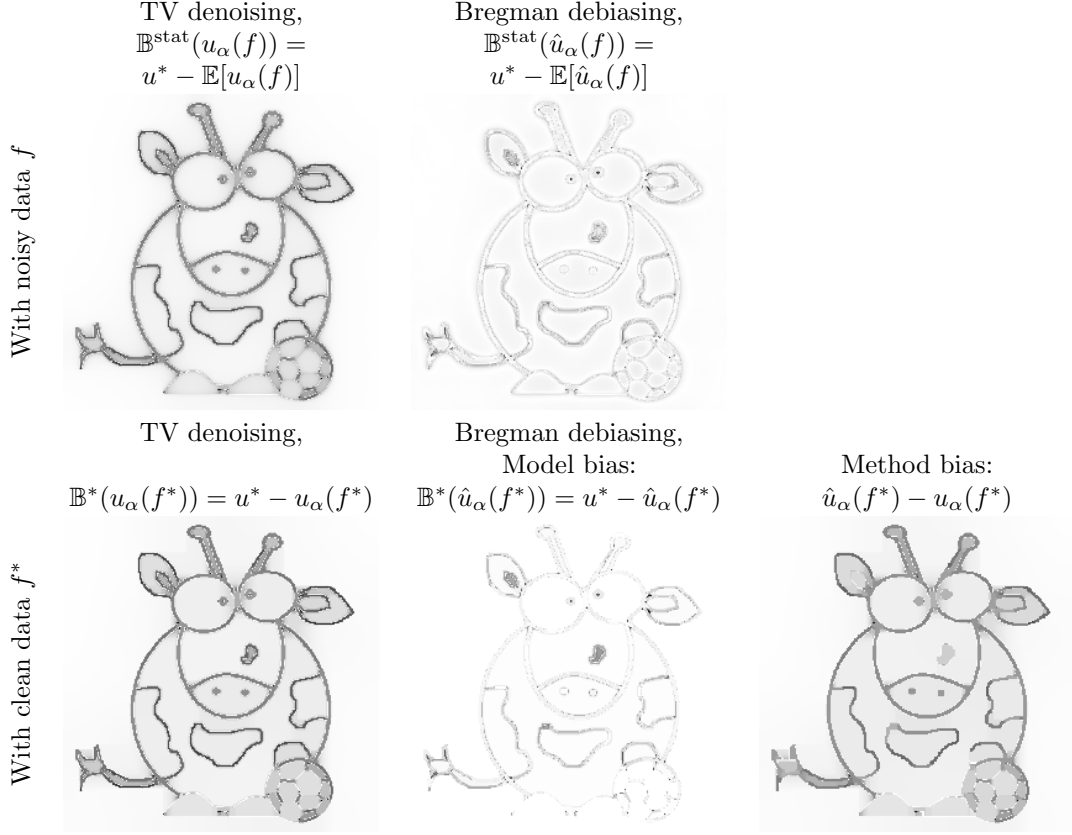 TV denoising,
𝔹^stat(u_α(f)) =
u* − 𝔼[u_α(f)]
Bregman debiasing,
𝔹^stat(û_α(f)) =
u* − 𝔼[û_α(f)]
With noisy data f
TV denoising,
𝔹*(u_α(f*)) = u* − u_α(f*)
Bregman debiasing,
Model bias:
𝔹*(û_α(f*)) = u* − û_α(f*)
Method bias:
û_α(f*) − u_α(f*)
With clean data f*